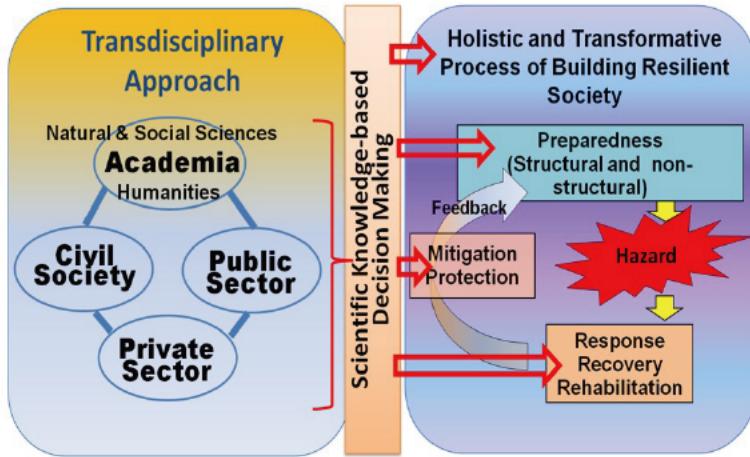 Transdisciplinary
Approach
Natural & Social Sciences
Academia
Humanities
Civil
Society
Public
Sector
Private
Sector
Scientific Knowledge-based
Decision Making
Holistic and Transformative
Process of Building Resilient
Society
Preparedness
(Structural and non-
structural)
Feedback
Hazard
Mitigation
Protection
Response
Recovery
Rehabilitation